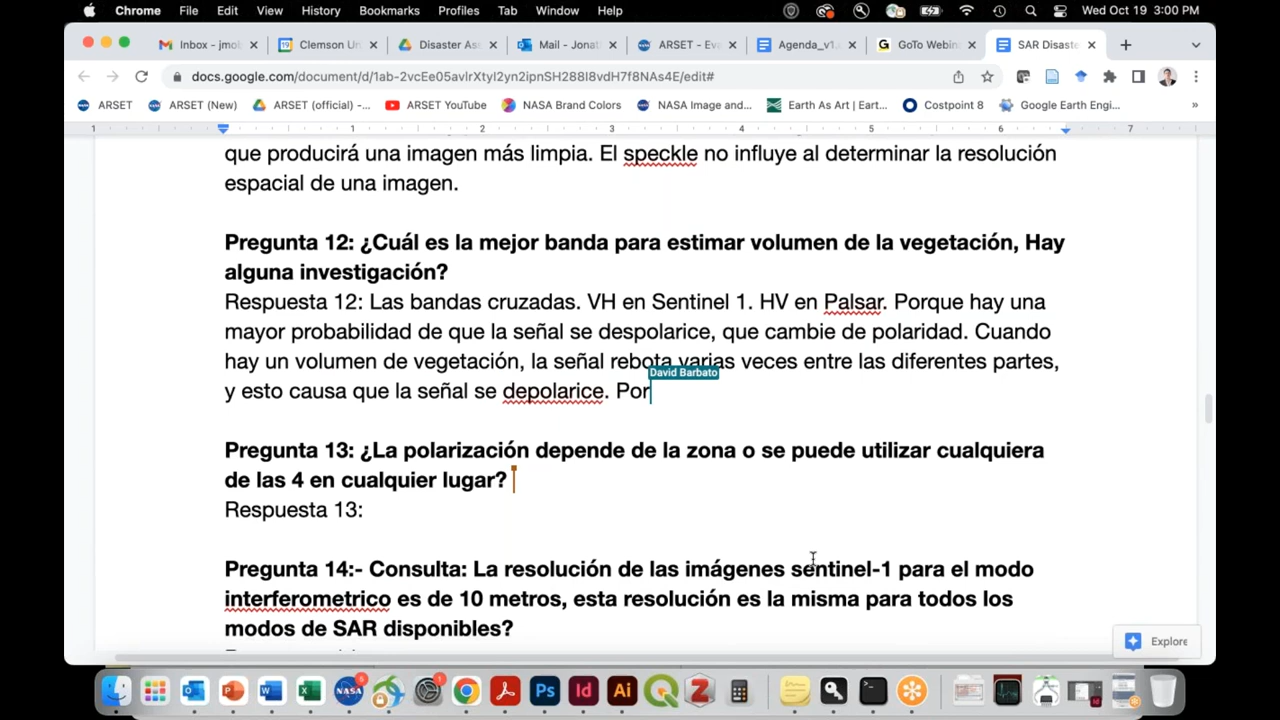 Chrome File Edit View History Bookmarks Profiles Tab Window Help Wed Oct 19 3:00 PM
Inbox - jmol Clemson Un Disaster Ass Mail - Jonat ARSET - Eva Agenda_v1. GoTo Webin SAR Disaste
docs.google.com/document/d/1ab-2vcEe05avlrXtyI2yn2ipnSH288I8vdH7f8NAs4E/edit#
ARSET ARSET (New) ARSET (official) -... ARSET YouTube NASA Brand Colors NASA Image and... Earth As Art | Eart... Costpoint 8 Google Earth Engi... »
1 1 2 3 4 5 6 7
que producirá una imagen más limpia. El speckle no influye al determinar la resolución
espacial de una imagen.
Pregunta 12: ¿Cuál es la mejor banda para estimar volumen de la vegetación, Hay
alguna investigación?
Respuesta 12: Las bandas cruzadas. VH en Sentinel 1. HV en Palsar. Porque hay una
mayor probabilidad de que la señal se despolarice, que cambie de polaridad. Cuando
hay un volumen de vegetación, la señal rebota varias veces entre las diferentes partes,
David Barbato
y esto causa que la señal se depolarice. Por
Pregunta 13: ¿La polarización depende de la zona o se puede utilizar cualquiera
de las 4 en cualquier lugar?
Respuesta 13:
Pregunta 14:- Consulta: La resolución de las imágenes sentinel-1 para el modo
interferometrico es de 10 metros, esta resolución es la misma para todos los
modos de SAR disponibles?
Explore